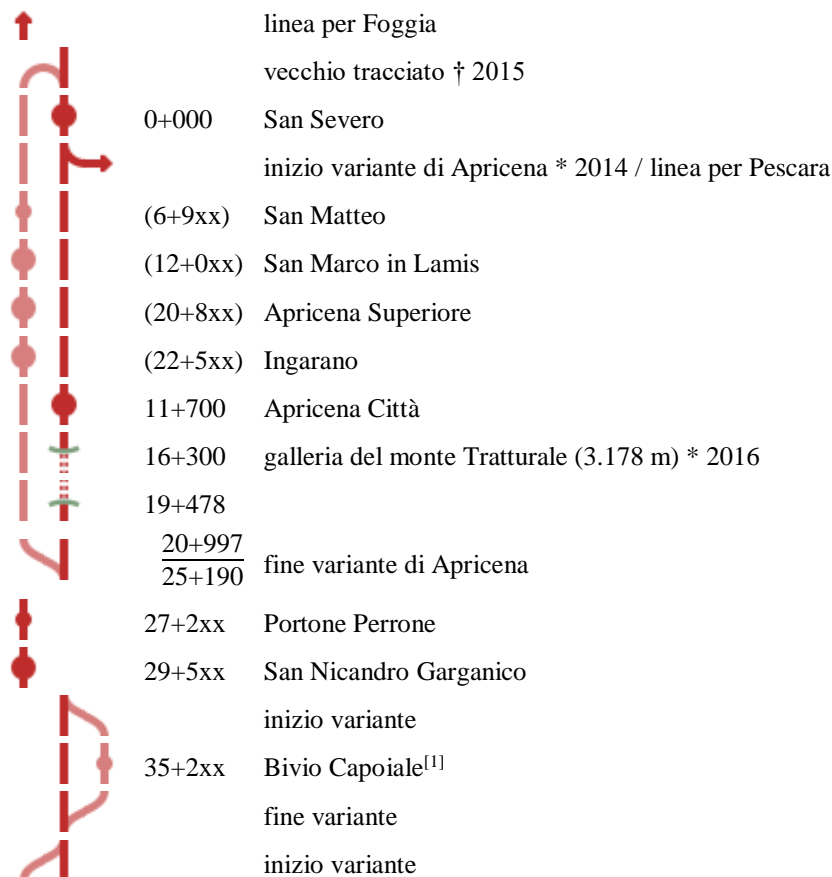 linea per Foggia
vecchio tracciato † 2015
0+000 San Severo
inizio variante di Apricena * 2014 / linea per Pescara
(6+9xx) San Matteo
(12+0xx) San Marco in Lamis
(20+8xx) Apricena Superiore
(22+5xx) Ingarano
11+700 Apricena Città
16+300 galleria del monte Tratturale (3.178 m) * 2016
19+478
20+997
25+190 fine variante di Apricena
27+2xx Portone Perrone
29+5xx San Nicandro Garganico
inizio variante
35+2xx Bivio Capoiale[1]
fine variante
inizio variante